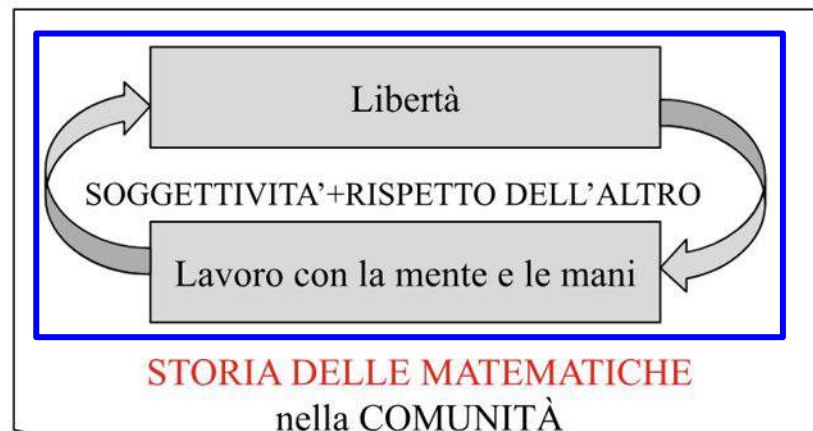 Libertà
SOGGETTIVITA’+RISPETTO DELL’ALTRO
Lavoro con la mente e le mani
STORIA DELLE MATEMATICHE
nella COMUNITÀ